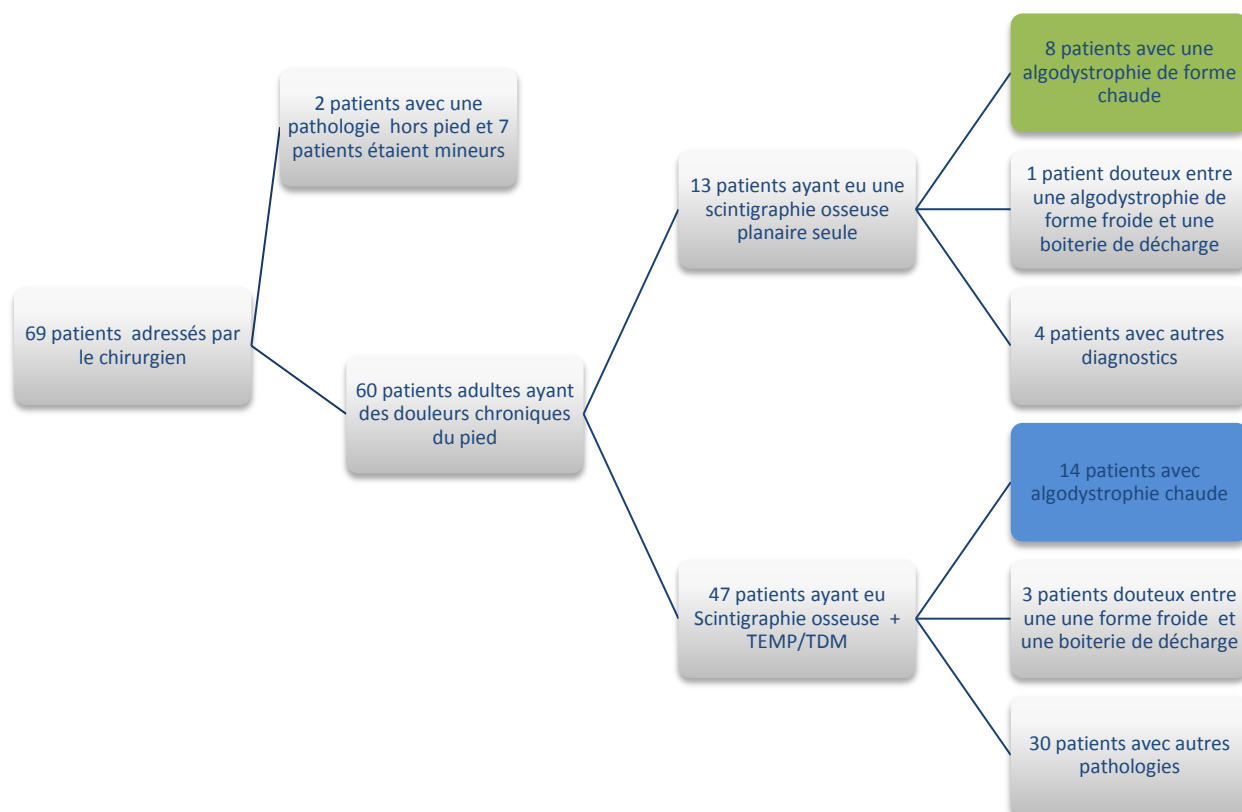 69 patients adressés par
le chirurgien
2 patients avec une
pathologie hors pied et 7
patients étaient mineurs
60 patients adultes ayant
des douleurs chroniques
du pied
13 patients ayant eu une
scintigraphie osseuse
planaire seule
8 patients avec une
algodystrophie de forme
chaude
1 patient douteux entre
une algodystrophie de
forme froide et une
boiterie de décharge
4 patients avec autres
diagnostics
47 patients ayant eu
Scintigraphie osseuse +
TEMP/TDM
14 patients avec
algodystrophie chaude
3 patients douteux entre
une une forme froide et
une boiterie de décharge
30 patients avec autres
pathologies